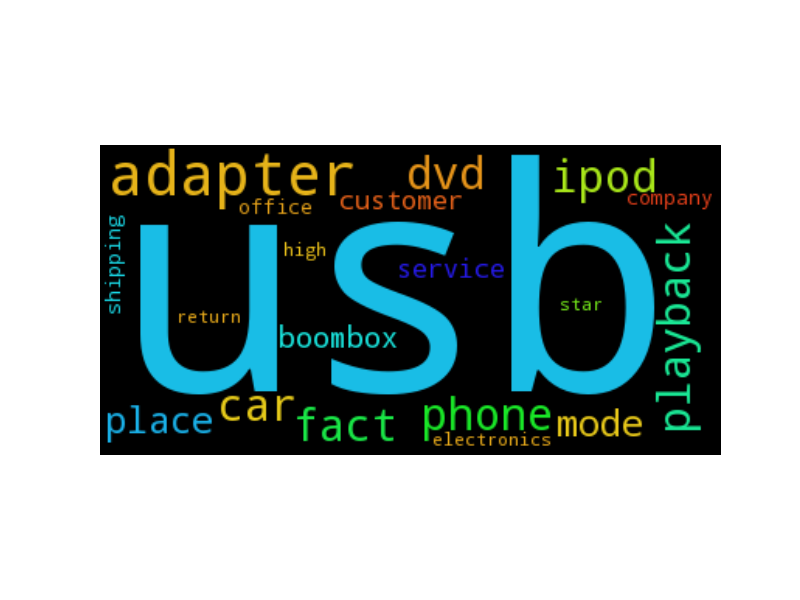 adapter
dvd
ipod
office
customer
company
shipping
high
usb
service
playback
return
star
boombox
place
car
fact
phone
mode
electronics